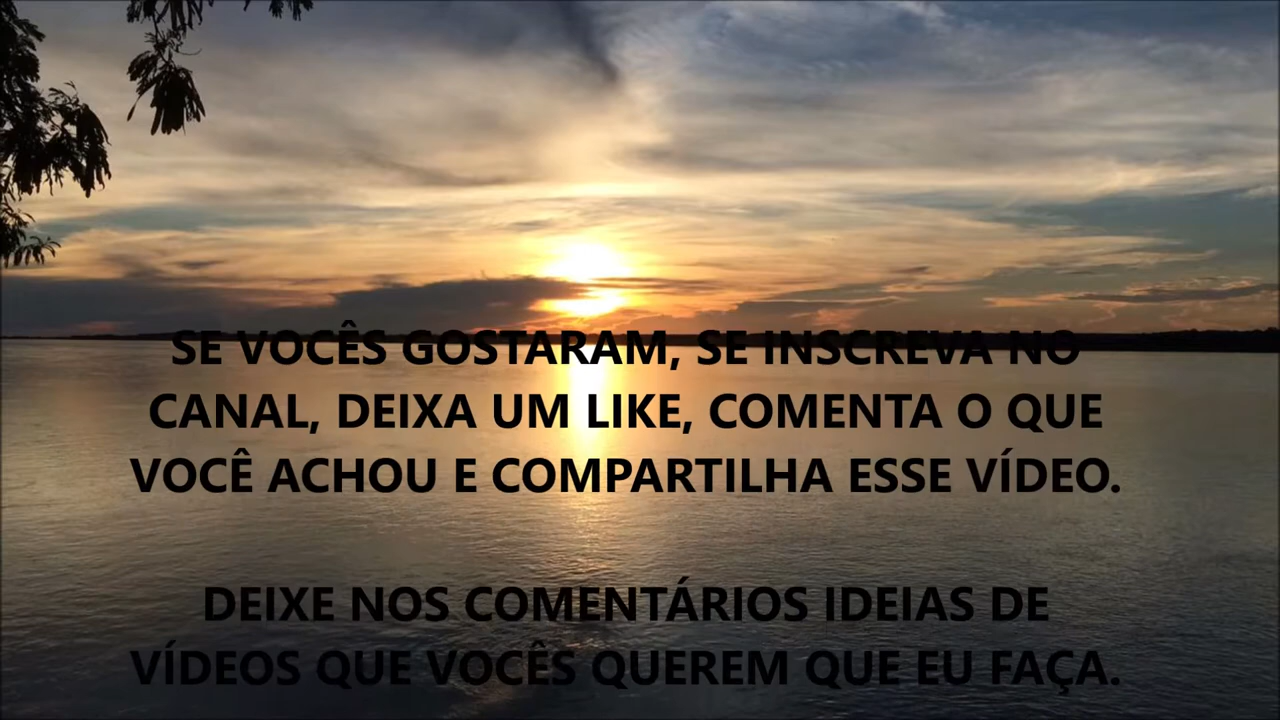 SE VOCÊS GOSTARAM, SE INSCREVA NO
CANAL, DEIXA UM LIKE, COMENTA O QUE
VOCÊ ACHOU E COMPARTILHA ESSE VÍDEO.
DEIXE NOS COMENTÁRIOS IDEIAS DE
VÍDEOS QUE VOCÊS QUEREM QUE EU FAÇA.